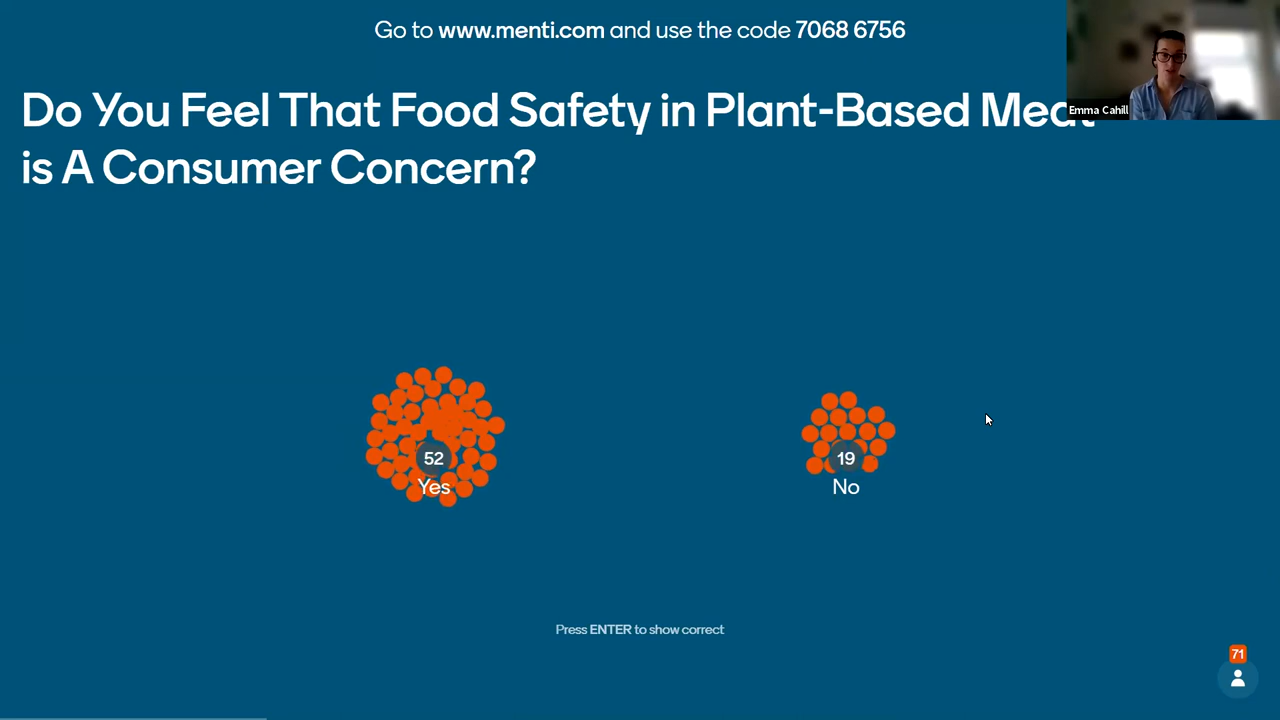 Go to www.menti.com and use the code 7068 6756
Do You Feel That Food Safety in Plant-Based Meat
is A Consumer Concern?
Emma Cahill
52
Yes
19
No
Press ENTER to show correct
71